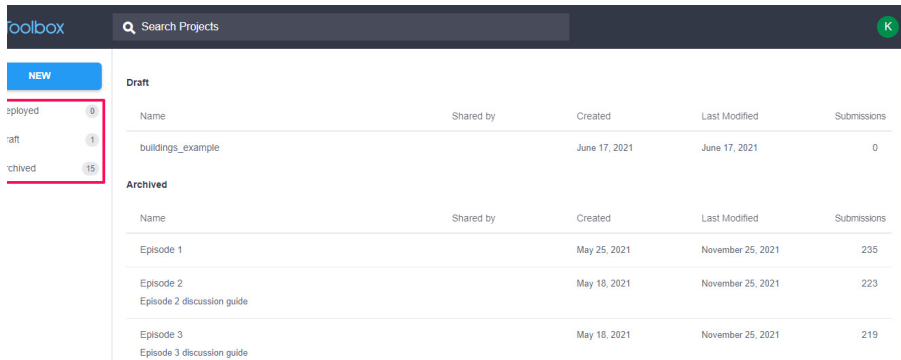 Toolbox
Search Projects
K
NEW
eployed 0
raft 1
rchived 15
Draft
Name Shared by Created Last Modified Submissions
buildings_example June 17, 2021 June 17, 2021 0
Archived
Name Shared by Created Last Modified Submissions
Episode 1 May 25, 2021 November 25, 2021 235
Episode 2 May 18, 2021 November 25, 2021 223
Episode 2 discussion guide
Episode 3 May 18, 2021 November 25, 2021 219
Episode 3 discussion guide